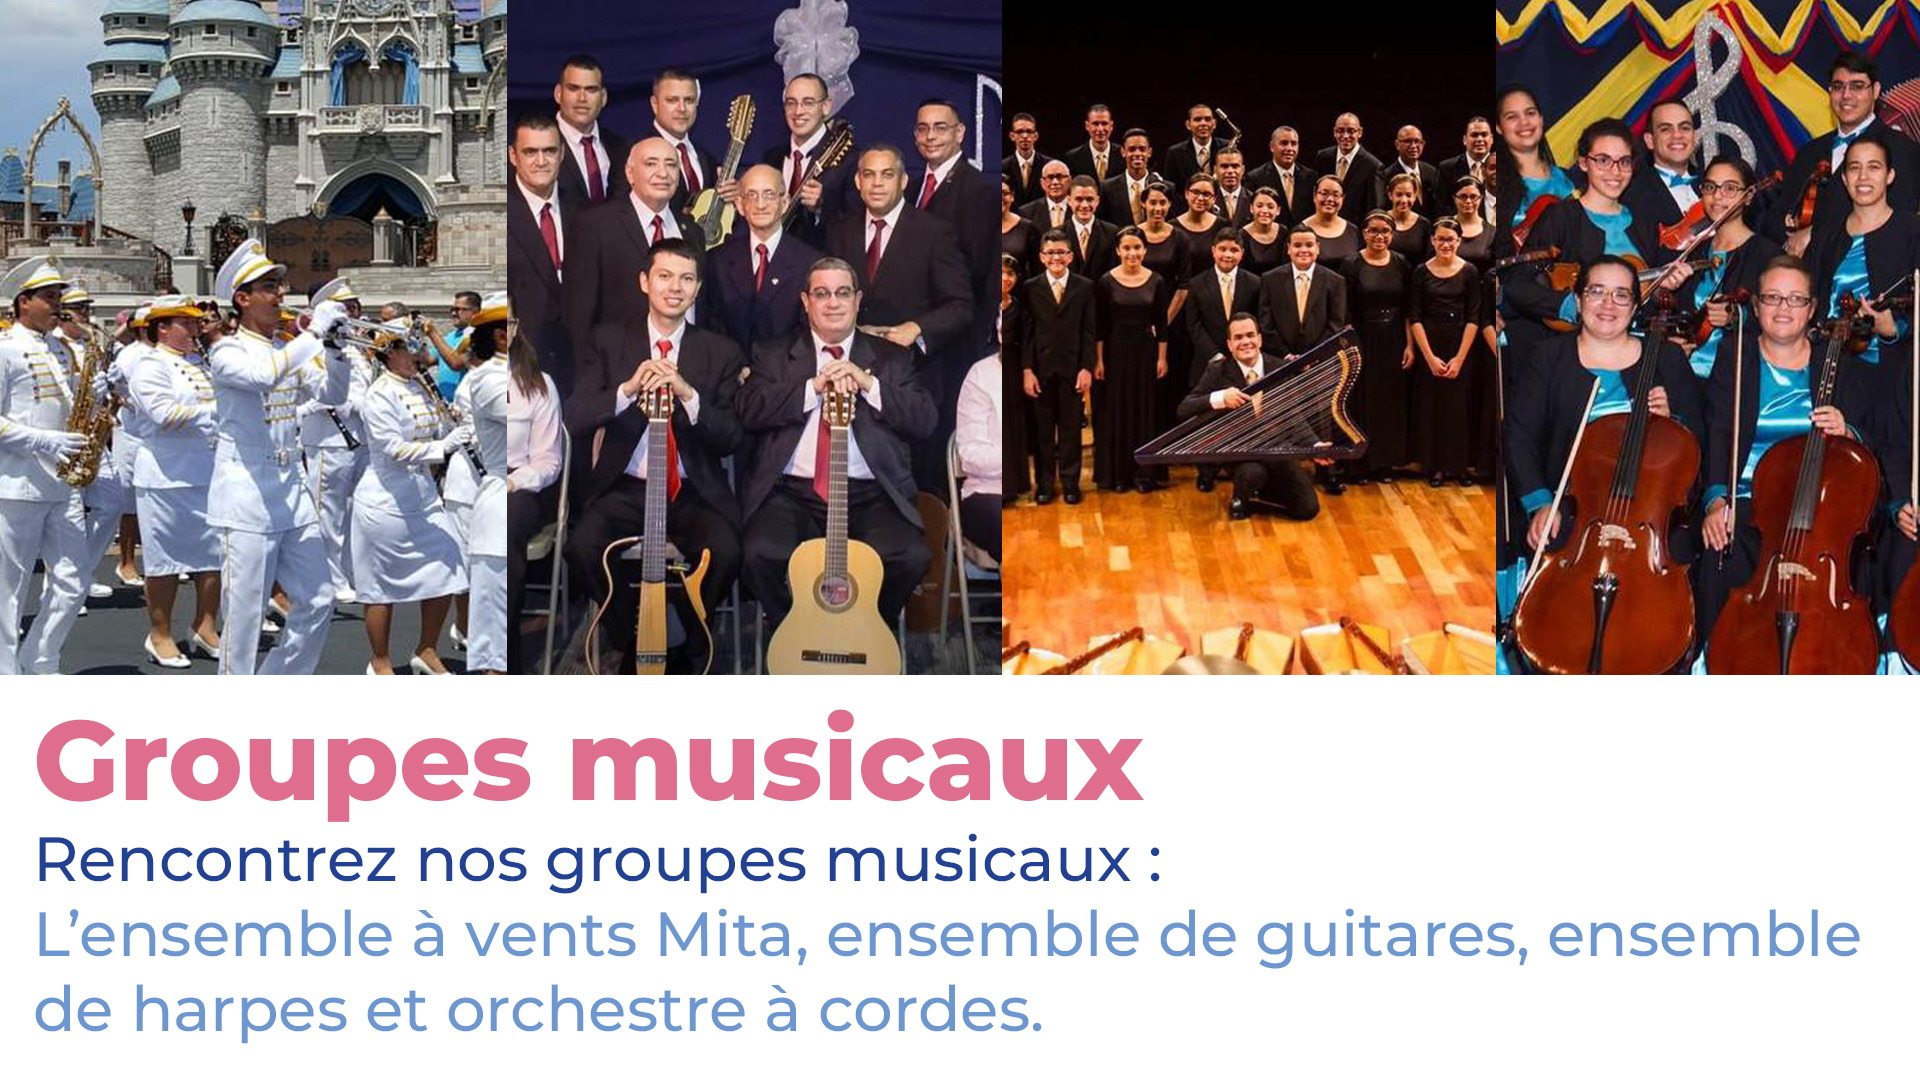 Groupes musicaux
Rencontrez nos groupes musicaux :
L’ensemble à vents Mita, ensemble de guitares, ensemble
de harpes et orchestre à cordes.